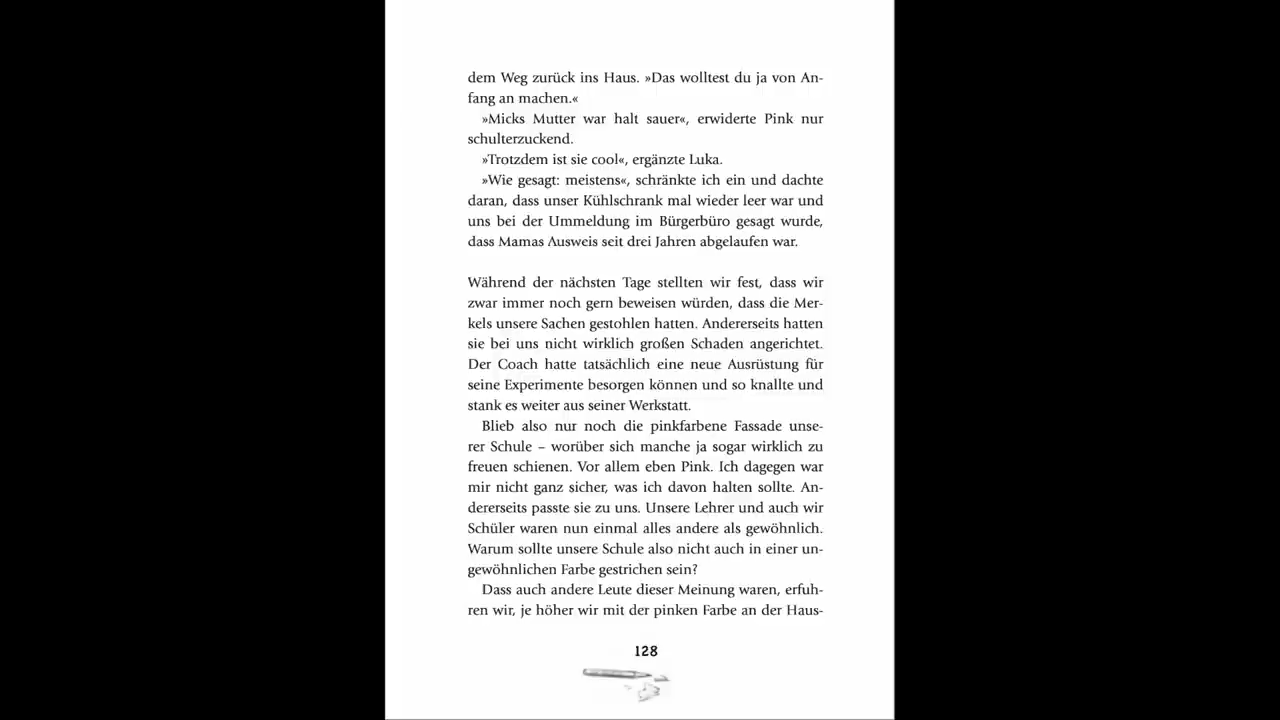 dem Weg zurück ins Haus. »Das wolltest du ja von An-
fang an machen.«
»Micks Mutter war halt sauer«, erwiderte Pink nur
schulterzuckend.
»Trotzdem ist sie cool«, ergänzte Luka.
»Wie gesagt: meistens«, schränkte ich ein und dachte
daran, dass unser Kühlschrank mal wieder leer war und
uns bei der Ummeldung im Bürgerbüro gesagt wurde,
dass Mamas Ausweis seit drei Jahren abgelaufen war.
Während der nächsten Tage stellten wir fest, dass wir
zwar immer noch gern beweisen würden, dass die Mer-
kels unsere Sachen gestohlen hatten. Andererseits hatten
sie bei uns nicht wirklich großen Schaden angerichtet.
Der Coach hatte tatsächlich eine neue Ausrüstung für
seine Experimente besorgen können und so knallte und
stank es weiter aus seiner Werkstatt.
Blieb also nur noch die pinkfarbene Fassade unse-
rer Schule – worüber sich manche ja sogar wirklich zu
freuen schienen. Vor allem eben Pink. Ich dagegen war
mir nicht ganz sicher, was ich davon halten sollte. An-
dererseits passte sie zu uns. Unsere Lehrer und auch wir
Schüler waren nun einmal alles andere als gewöhnlich.
Warum sollte unsere Schule also nicht auch in einer un-
gewöhnlichen Farbe gestrichen sein?
Dass auch andere Leute dieser Meinung waren, erfuh-
ren wir, je höher wir mit der pinken Farbe an der Haus-
128